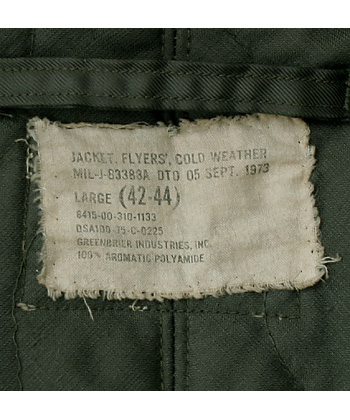 JACKET, FLYERS', COLD WEATHER
MIL-J-83383A DTD 05 SEPT. 1973
LARGE (42-44)
8415-00-310-1133
DSA100-75-C-0225
GREENBRIER INDUSTRIES, INC.
100% AROMATIC POLYAMIDE